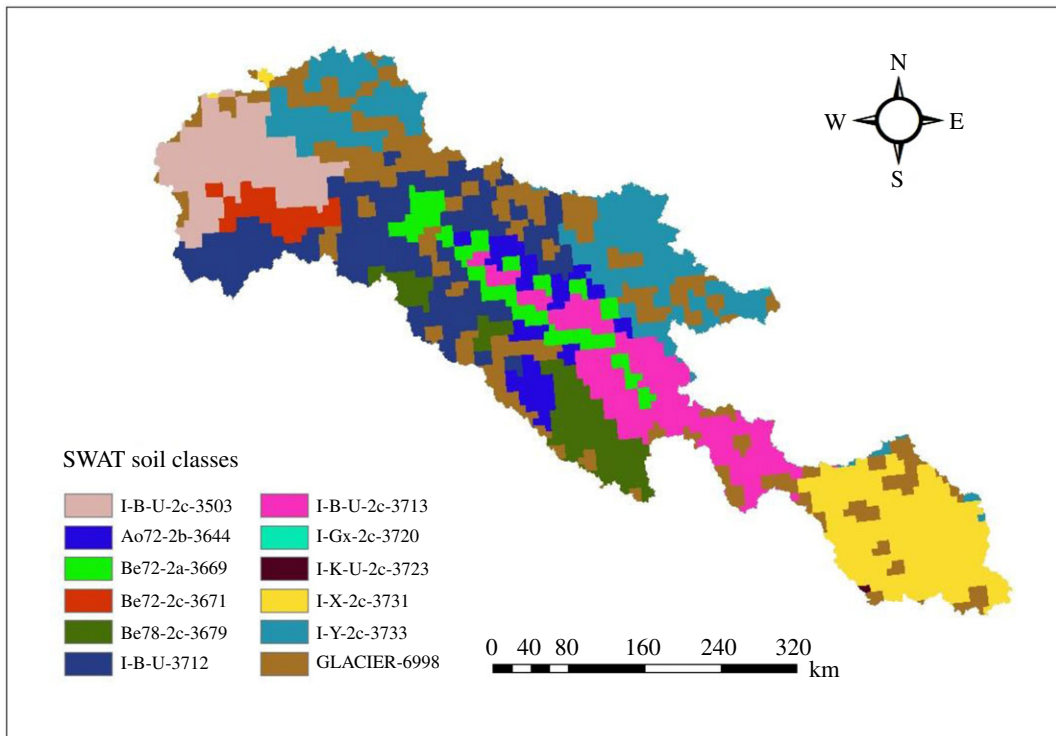 N
W E
S
SWAT soil classes
I-B-U-2c-3503
Ao72-2b-3644
Be72-2a-3669
Be72-2c-3671
Be78-2c-3679
I-B-U-3712
I-B-U-2c-3713
I-Gx-2c-3720
I-K-U-2c-3723
I-X-2c-3731
I-Y-2c-3733
GLACIER-6998
0 40 80 160 240 320
km